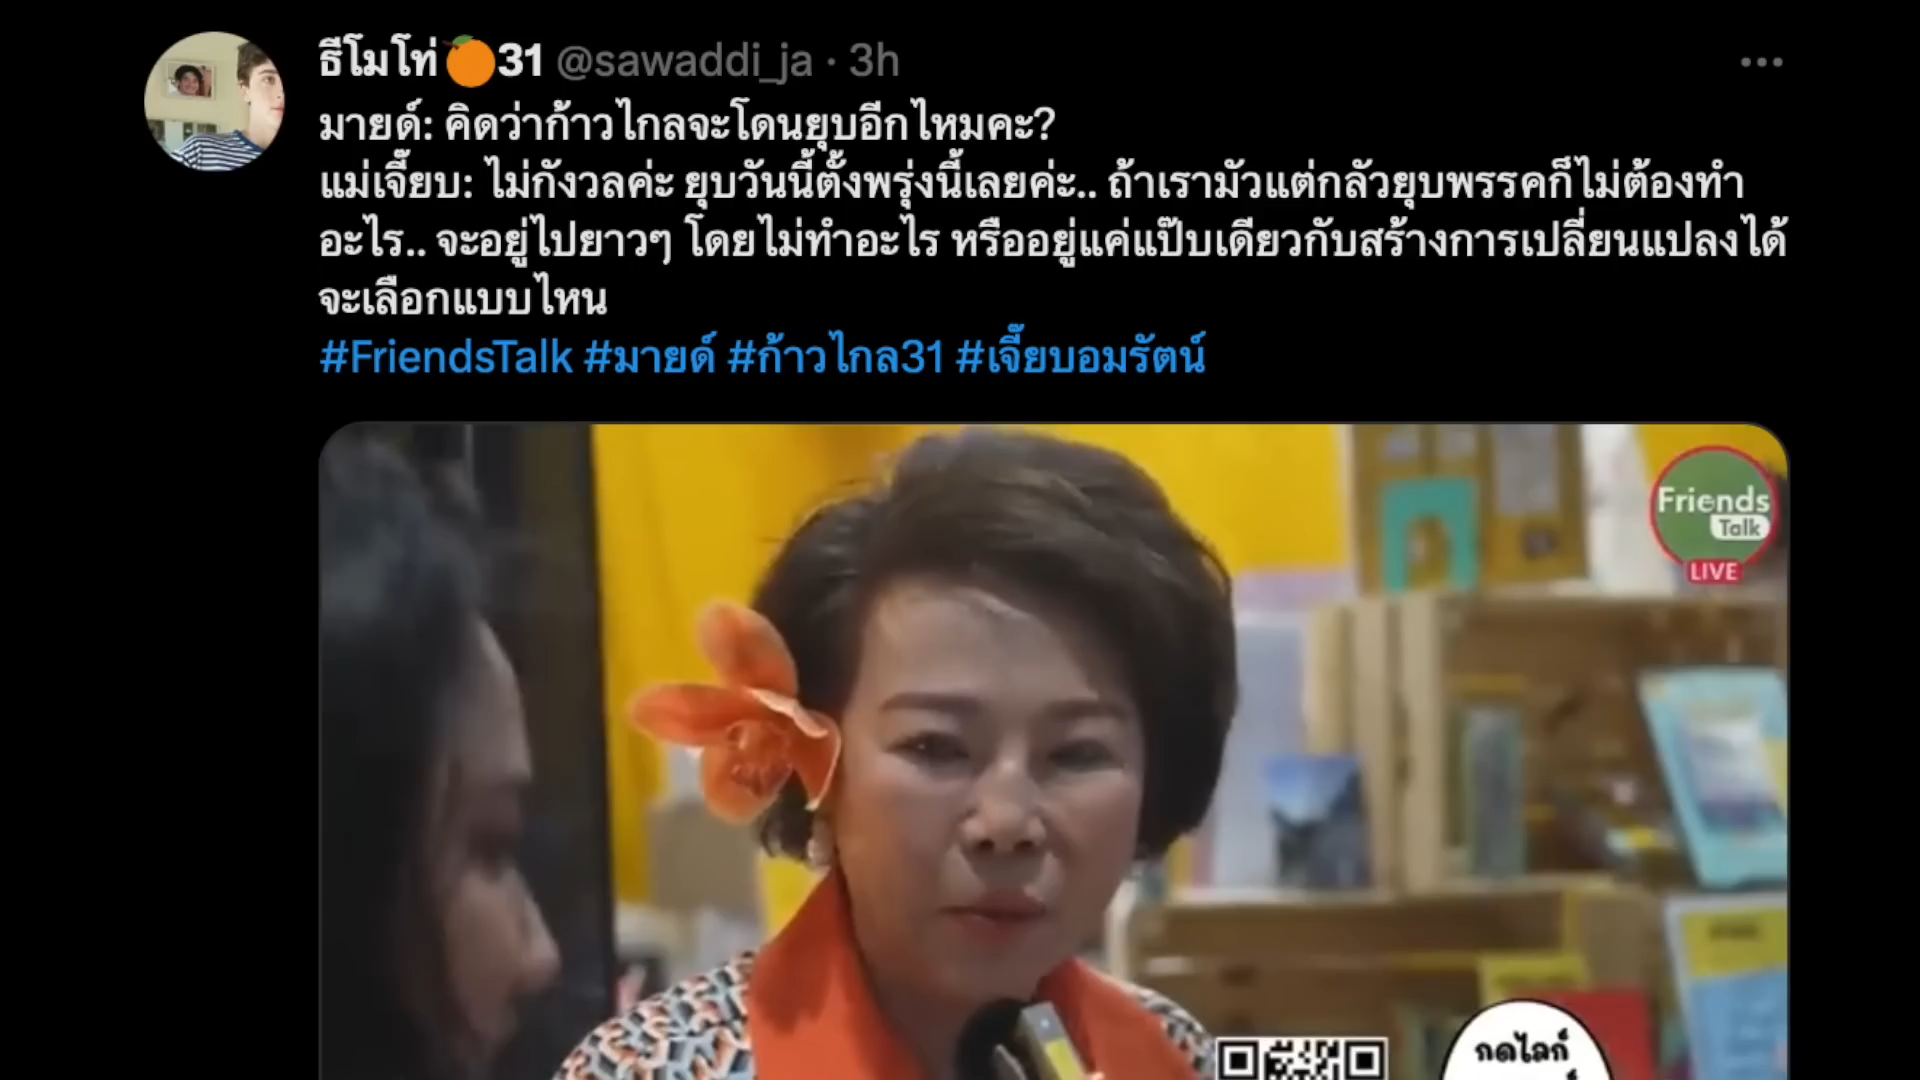 ธีโมโท่🍊31 @sawaddi_ja · 3h
มายด์: คิดว่าก้าวไกลจะโดนยุบอีกไหมคะ?
แม่เจี๊ยบ: ไม่กังวลค่ะ ยุบวันนี้ตั้งพรุ่งนี้เลยค่ะ.. ถ้าเรามัวแต่กลัวยุบพรรคก็ไม่ต้องทำ
อะไร.. จะอยู่ไปยาวๆ โดยไม่ทำอะไร หรืออยู่แค่แป๊บเดียวกับสร้างการเปลี่ยนแปลงได้
จะเลือกแบบไหน
#FriendsTalk #มายด์ #ก้าวไกล31 #เจี๊ยบอมรัตน์
Friends
Talk
LIVE
กดไลก์